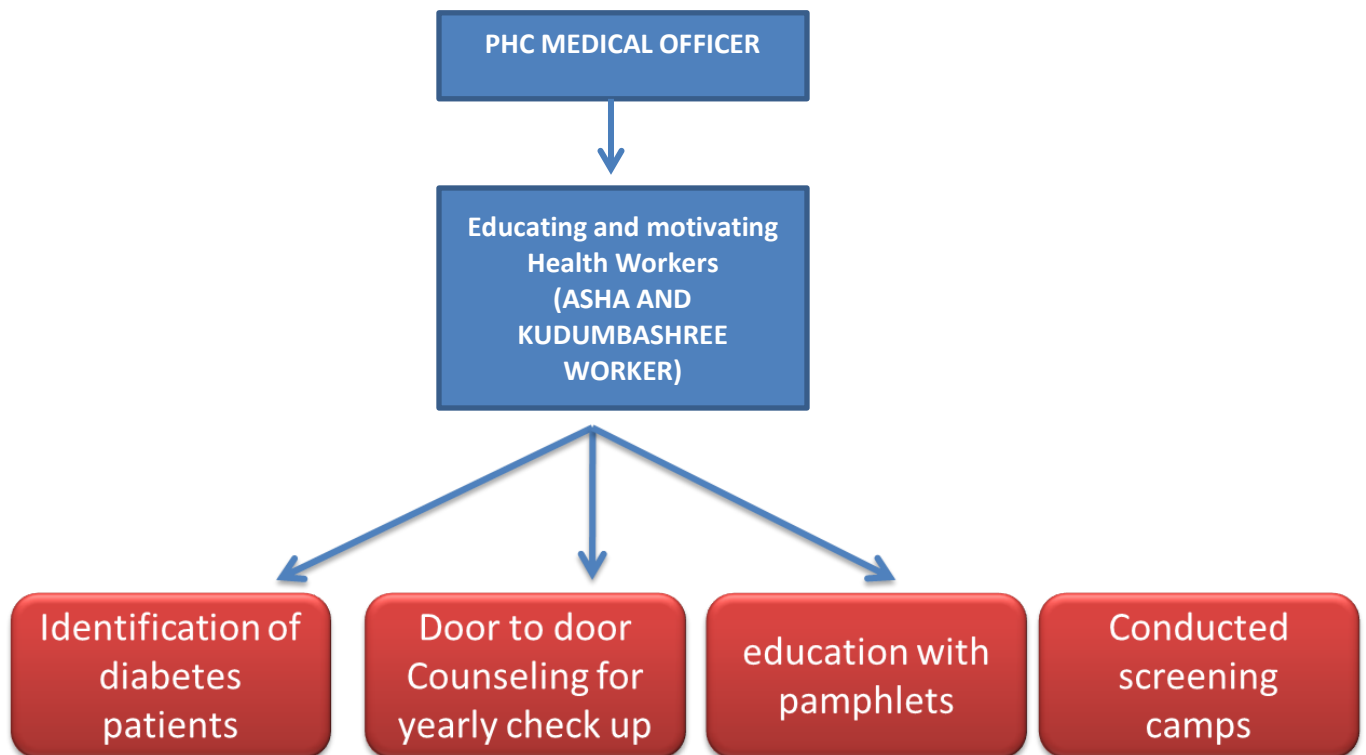 PHC MEDICAL OFFICER
Educating and motivating
Health Workers
(ASHA AND
KUDUMBASHREE
WORKER)
Identification of
diabetes
patients
Door to door
Counseling for
yearly check up
education with
pamphlets
Conducted
screening
camps